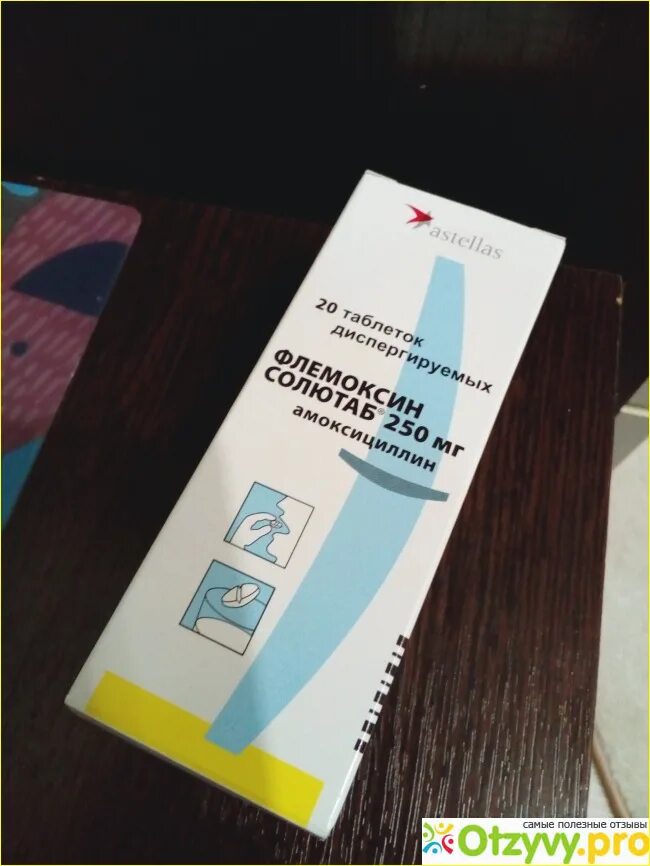 astellas
20 таблеток
диспергируемых
ФЛЕМОКСИН
СОЛЮТАБ® 250 мг
амоксициллин
самые полезные отзывы
Otzyvy.pro